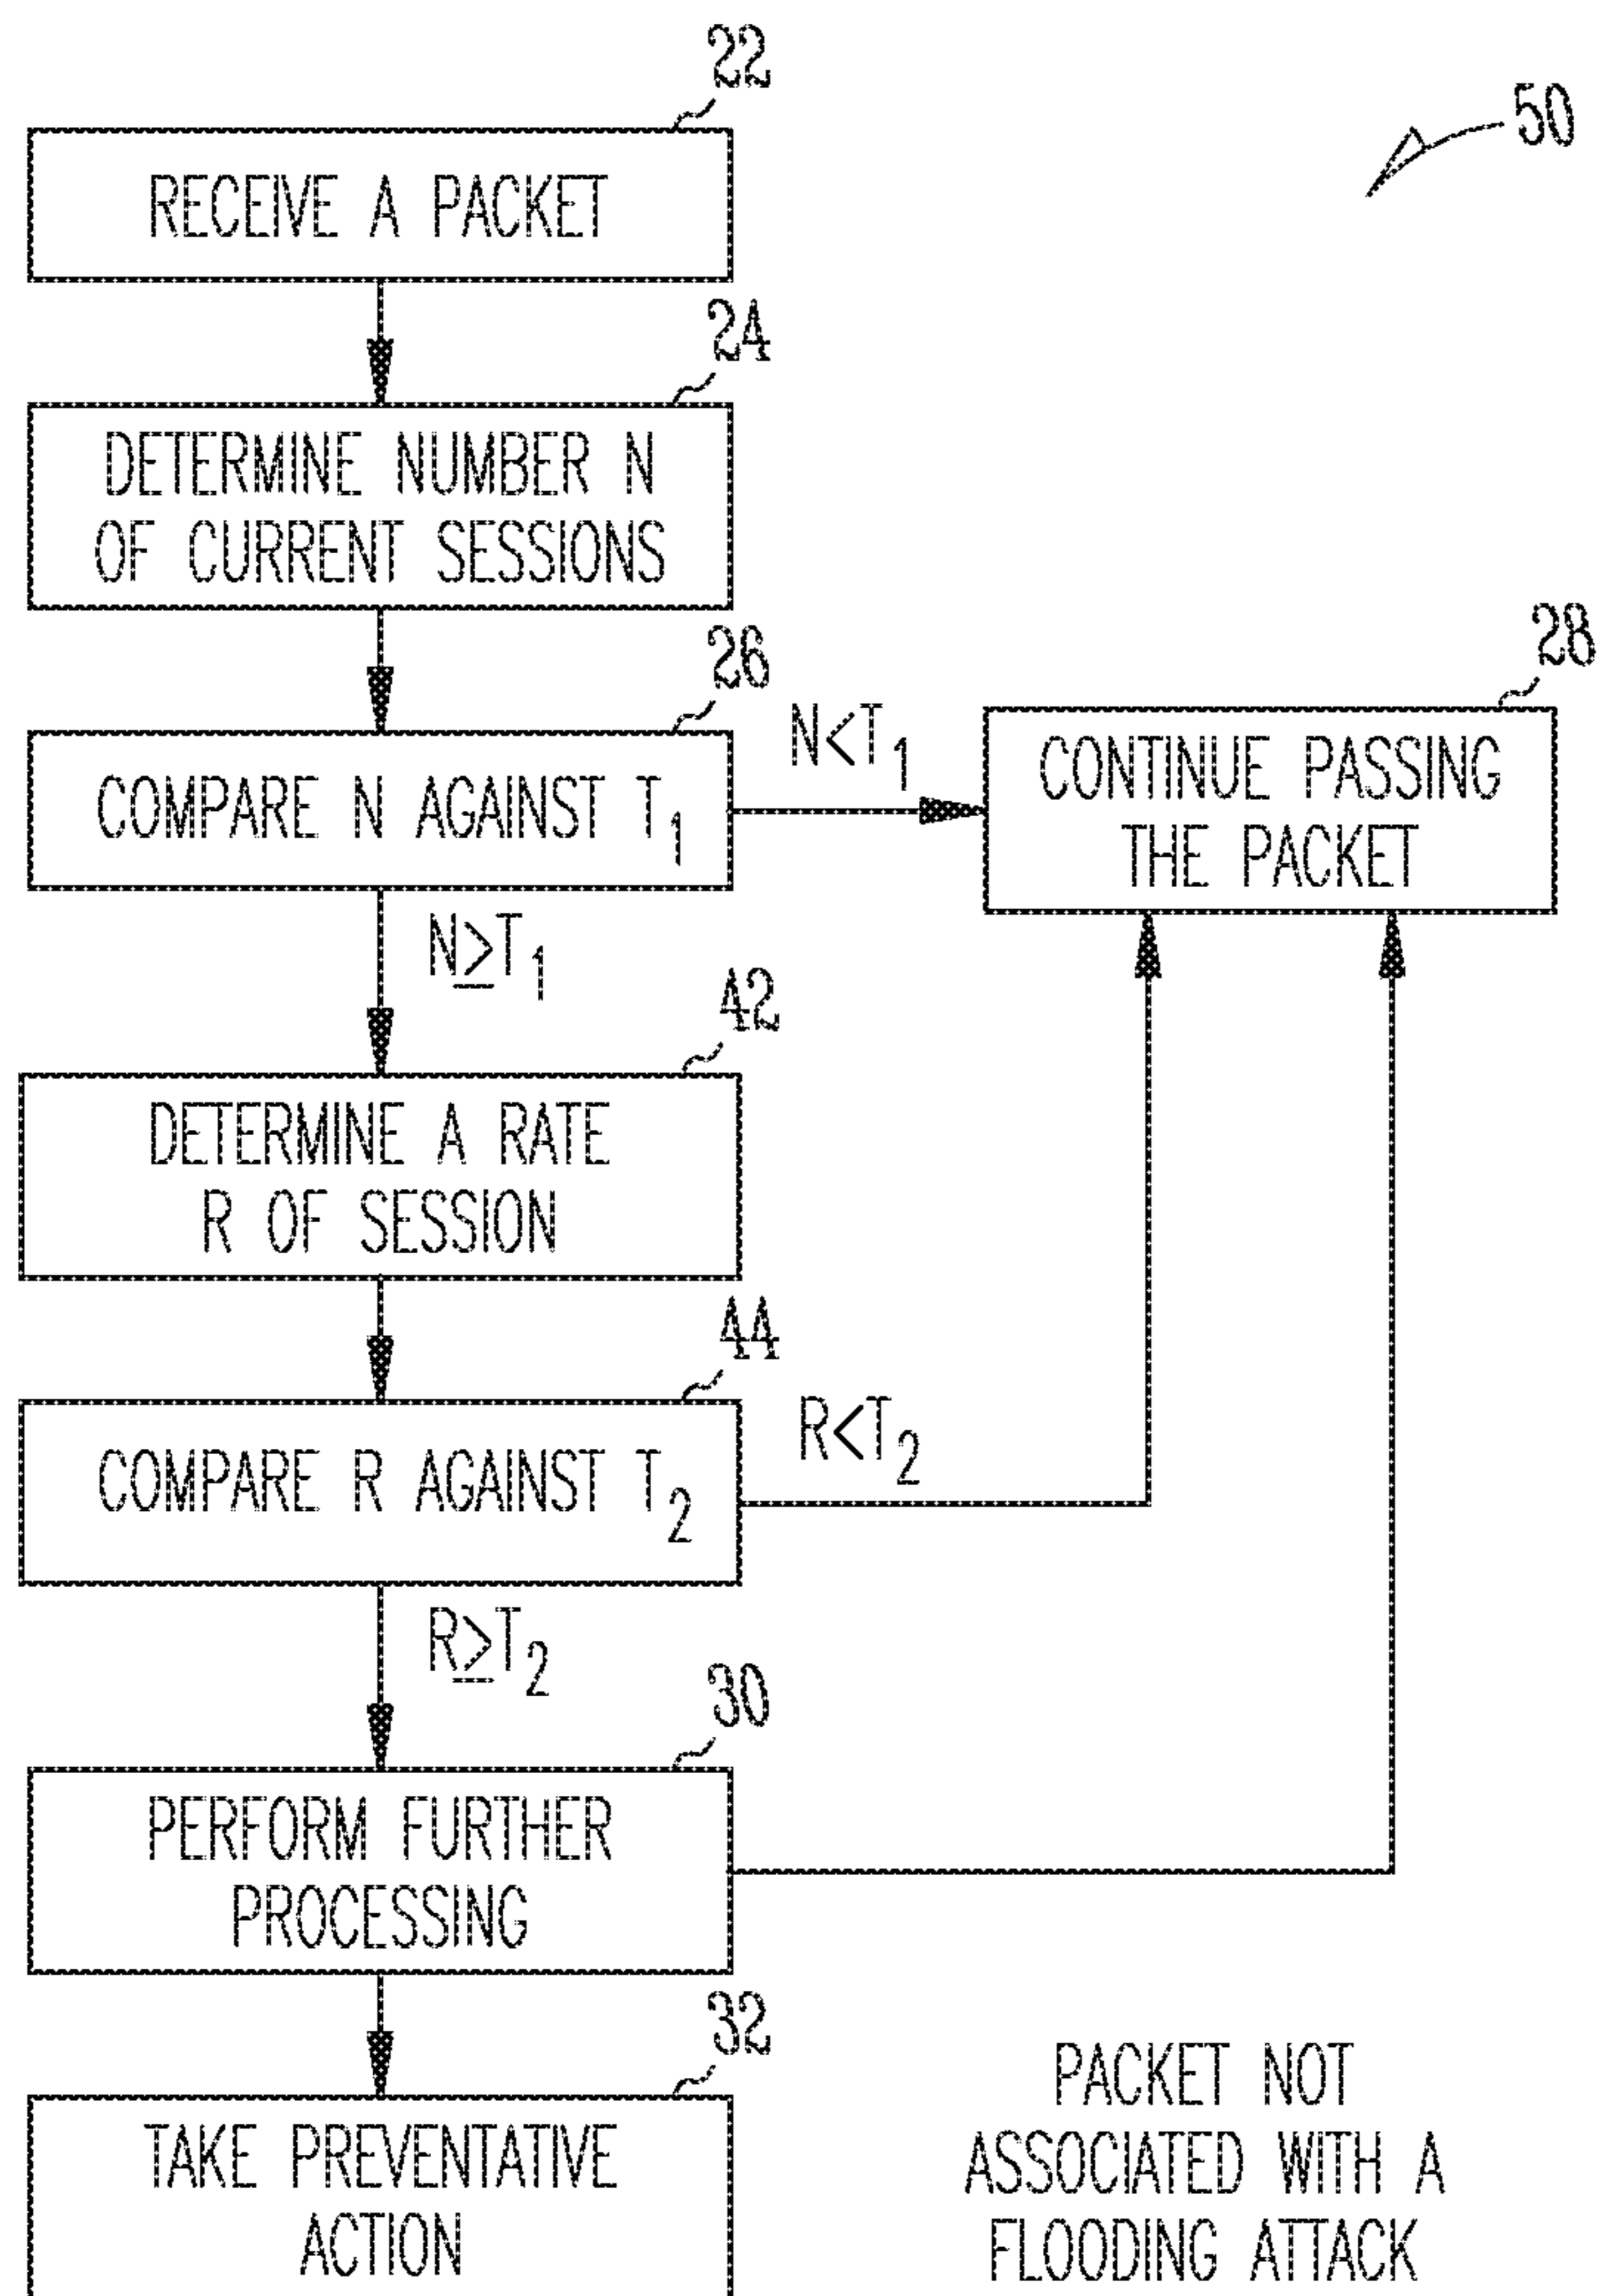 22
50
RECEIVE A PACKET
24
DETERMINE NUMBER N
OF CURRENT SESSIONS
26
28
N<T1
COMPARE N AGAINST T1
CONTINUE PASSING
THE PACKET
N≥T1
42
DETERMINE A RATE
R OF SESSION
44
R<T2
COMPARE R AGAINST T2
R≥T2
30
PERFORM FURTHER
PROCESSING
32
TAKE PREVENTATIVE
ACTION
PACKET NOT
ASSOCIATED WITH A
FLOODING ATTACK